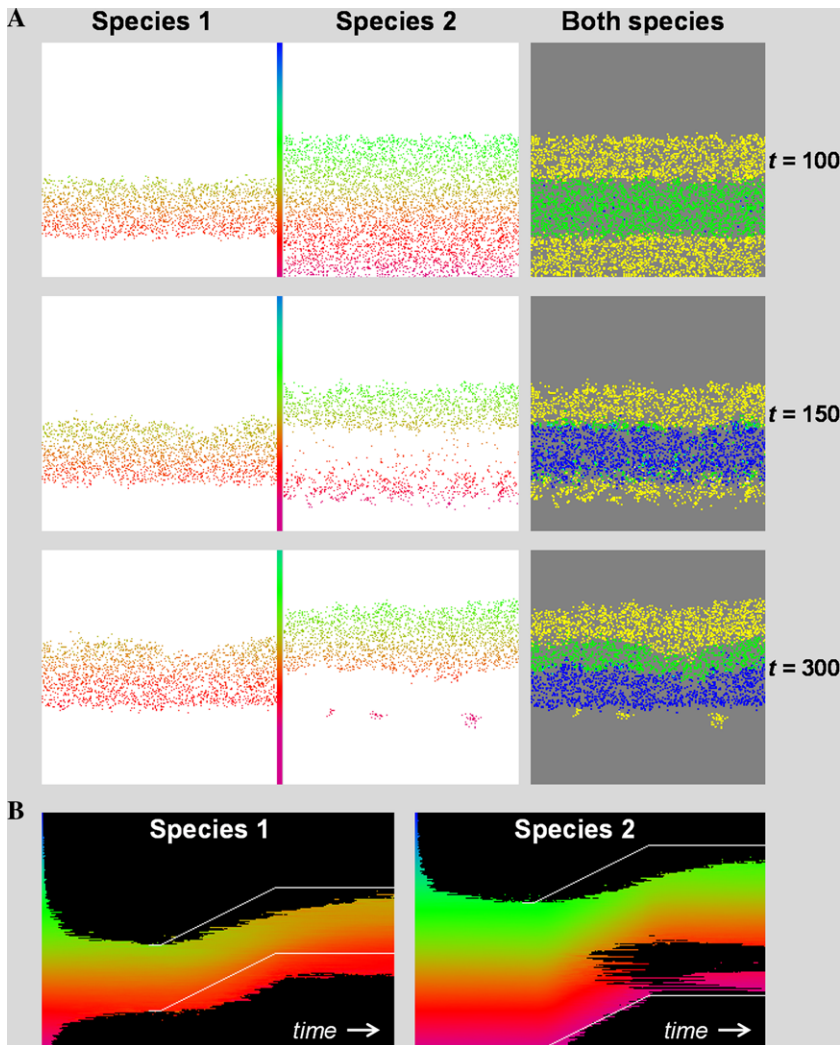 A
Species 1
Species 2
Both species
t = 100
t = 150
t = 300
B
Species 1
time →
Species 2
time →